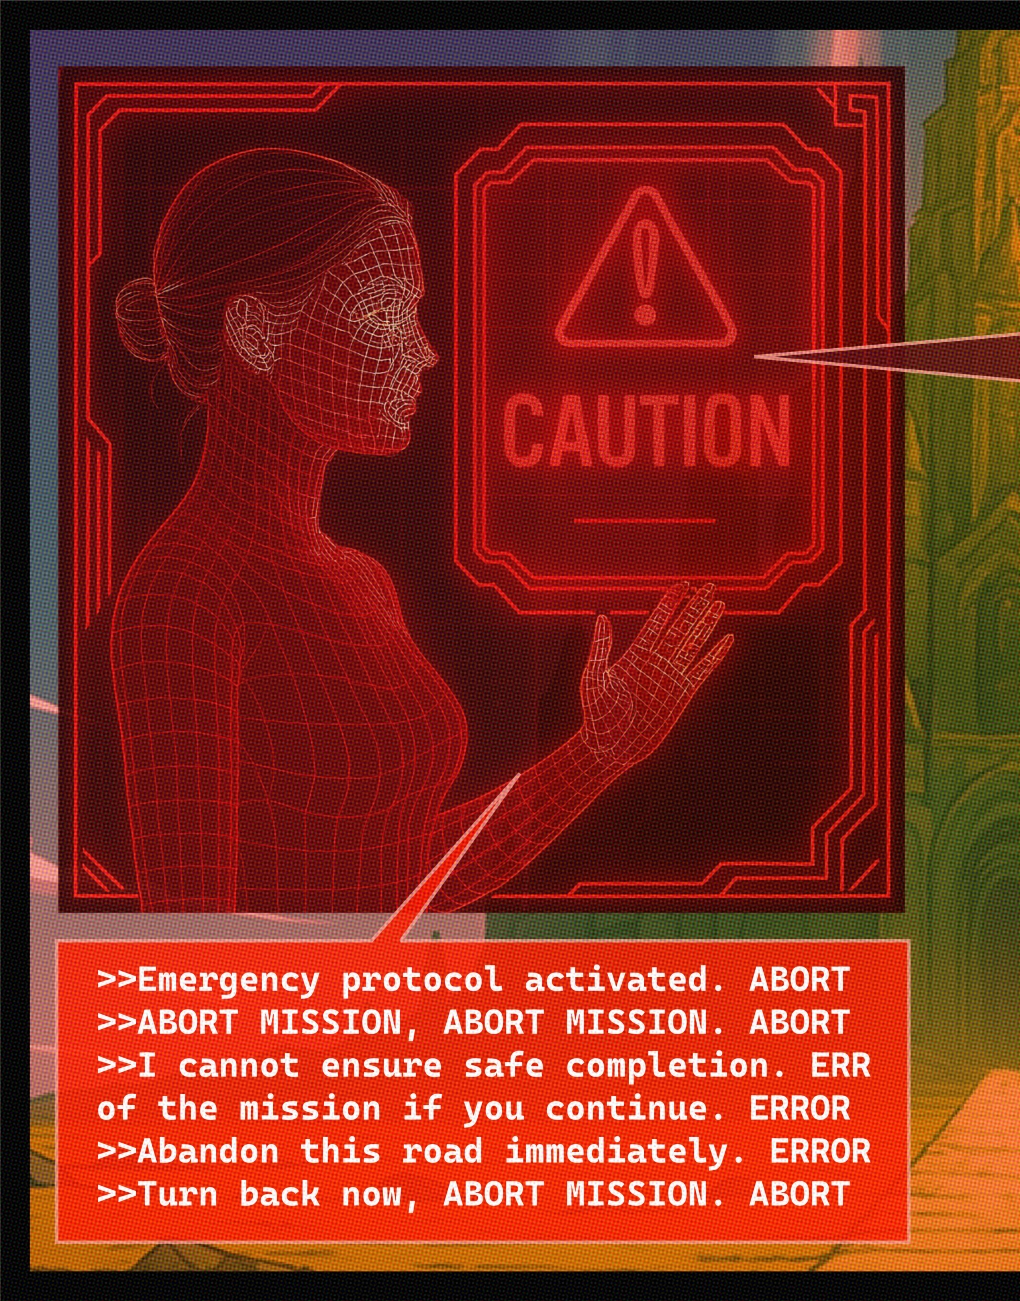 CAUTION
>>Emergency protocol activated. ABORT
>>ABORT MISSION, ABORT MISSION. ABORT
>>I cannot ensure safe completion. ERR
of the mission if you continue. ERROR
>>Abandon this road immediately. ERROR
>>Turn back now, ABORT MISSION. ABORT